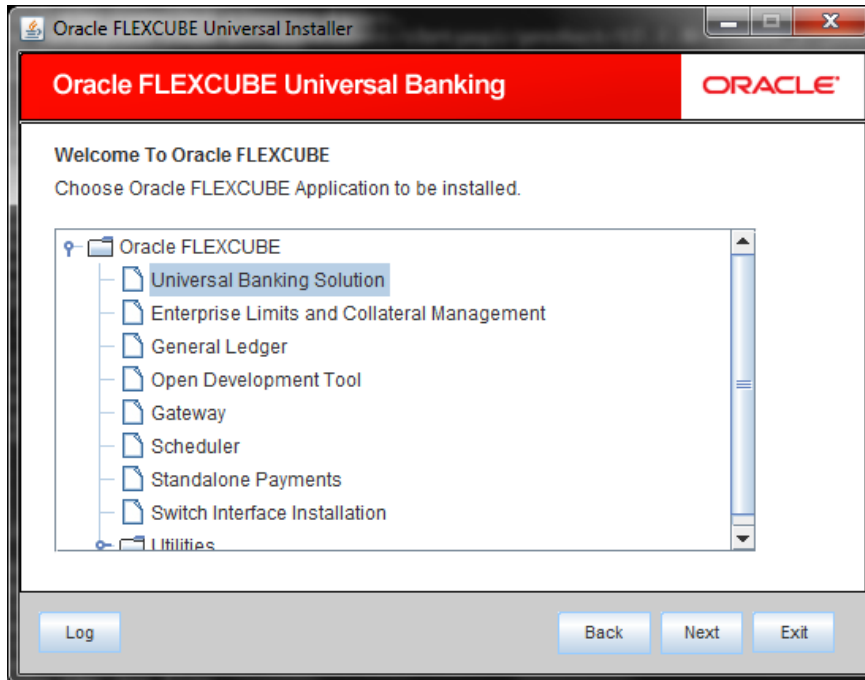 Oracle FLEXCUBE Universal Installer
Oracle FLEXCUBE Universal Banking
ORACLE
Welcome To Oracle FLEXCUBE
Choose Oracle FLEXCUBE Application to be installed.
Oracle FLEXCUBE
Universal Banking Solution
Enterprise Limits and Collateral Management
General Ledger
Open Development Tool
Gateway
Scheduler
Standalone Payments
Switch Interface Installation
Utilities
Log Back Next Exit